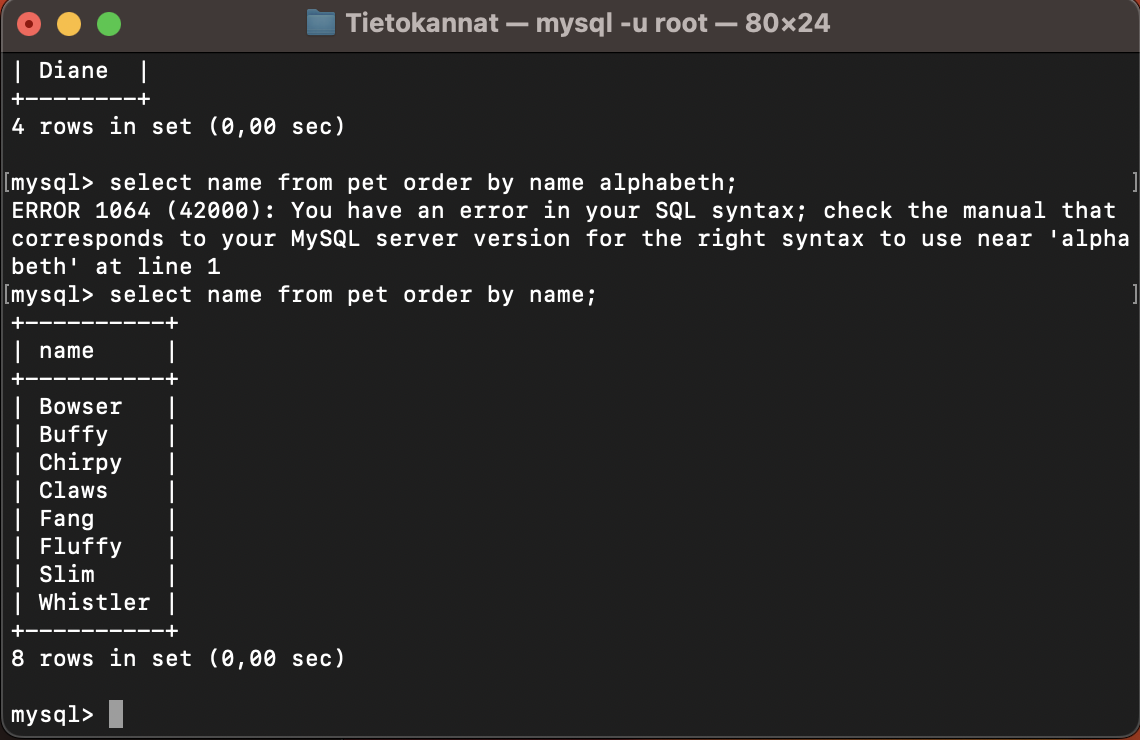 Tietokannat — mysql -u root — 80×24
| Diane  |
+--------+
4 rows in set (0,00 sec)

[mysql> select name from pet order by name alphabeth;                            ]
ERROR 1064 (42000): You have an error in your SQL syntax; check the manual that
corresponds to your MySQL server version for the right syntax to use near 'alpha
beth' at line 1
[mysql> select name from pet order by name;                                      ]
+----------+
| name     |
+----------+
| Bowser   |
| Buffy    |
| Chirpy   |
| Claws    |
| Fang     |
| Fluffy   |
| Slim     |
| Whistler |
+----------+
8 rows in set (0,00 sec)

mysql>